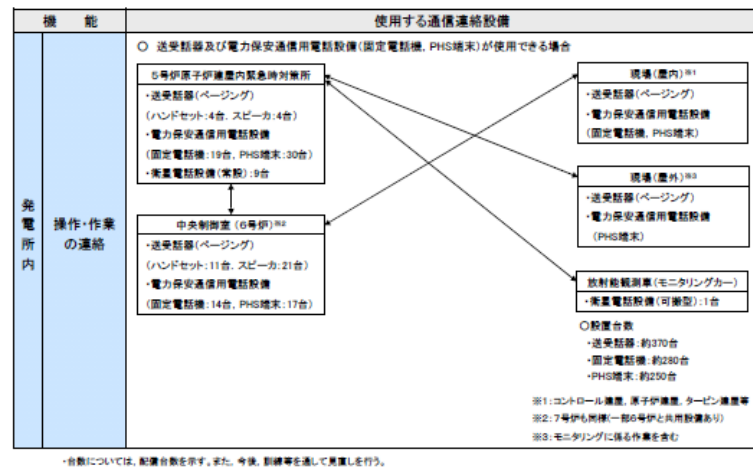 機　能
使用する通信連絡設備
発電所内
操作・作業
の連絡
○ 送受話器及び電力保安通信用電話設備(固定電話機, PHS端末)が使用できる場合
5号炉原子炉建屋内緊急時対策所
・送受話器(ページング)
(ハンドセット:4台, スピーカ:4台)
・電力保安通信用電話設備
(固定電話機:19台, PHS端末:30台)
・衛星電話設備(常設):9台
中央制御室(6号炉)※2
・送受話器(ページング)
(ハンドセット:11台, スピーカ:21台)
・電力保安通信用電話設備
(固定電話機:14台, PHS端末:17台)
現場(屋内)※1
・送受話器(ページング)
・電力保安通信用電話設備
(固定電話機, PHS端末)
現場(屋外)※3
・送受話器(ページング)
・電力保安通信用電話設備
(PHS端末)
放射能観測車(モニタリングカー)
・衛星電話設備(可搬型):1台
○設置台数
・送受話器:約370台
・固定電話機:約280台
・PHS端末:約250台
※1:コントロール建屋, 原子炉建屋, タービン建屋等
※2:7号炉も同様(一部6号炉と共用設備あり)
※3:モニタリングに係る作業を含む
・台数については, 配備台数を示す。また, 今後, 訓練等を通して見直しを行う。